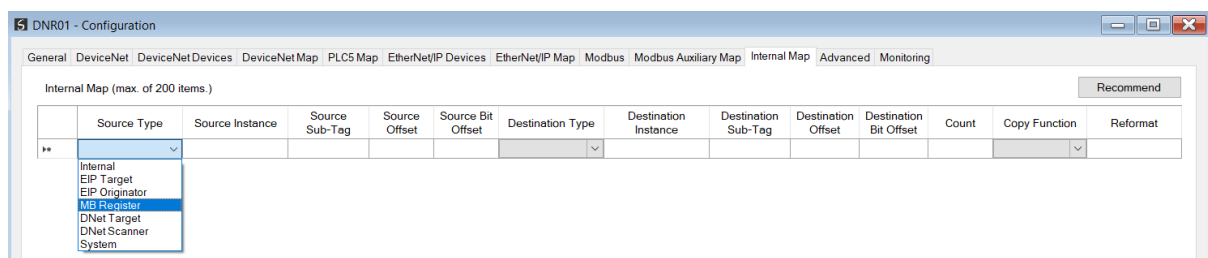 DNR01 - Configuration
General DeviceNet DeviceNet Devices DeviceNet Map PLC5 Map EtherNet/IP Devices EtherNet/IP Map Modbus Modbus Auxiliary Map Internal Map Advanced Monitoring
Internal Map (max. of 200 items.) Recommend
Source Type Source Instance Source Sub-Tag Source Offset Source Bit Offset Destination Type Destination Instance Destination Sub-Tag Destination Offset Destination Bit Offset Count Copy Function Reformat
Internal
EIP Target
EIP Originator
MB Register
DNet Target
DNet Scanner
System